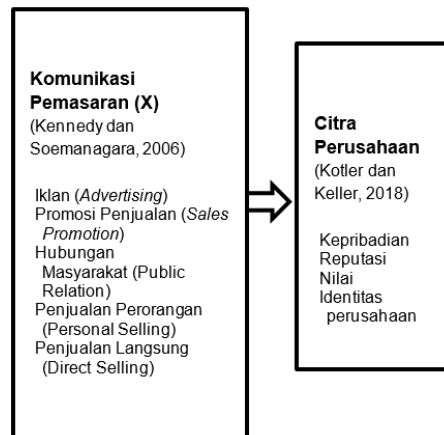 Komunikasi
Pemasaran (X)
(Kennedy dan
Soemanagara, 2006)
Iklan (Advertising)
Promosi Penjualan (Sales
Promotion)
Hubungan
Masyarakat (Public
Relation)
Penjualan Perorangan
(Personal Selling)
Penjualan Langsung
(Direct Selling)
Citra
Perusahaan
(Kotler dan
Keller, 2018)
Kepribadian
Reputasi
Nilai
Identitas
perusahaan